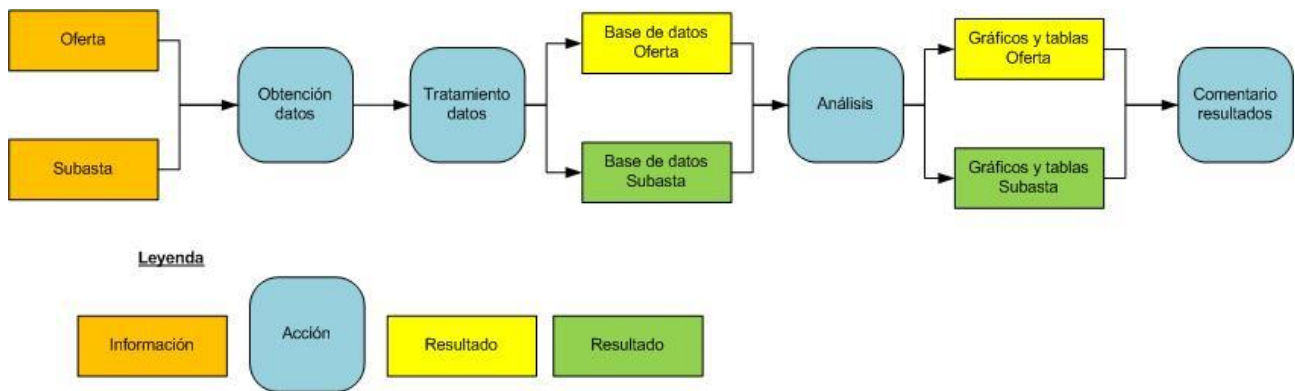 Oferta
Subasta
Obtención
datos
Tratamiento
datos
Base de datos
Oferta
Base de datos
Subasta
Análisis
Gráficos y tablas
Oferta
Gráficos y tablas
Subasta
Comentario
resultados
Leyenda
Información
Acción
Resultado
Resultado